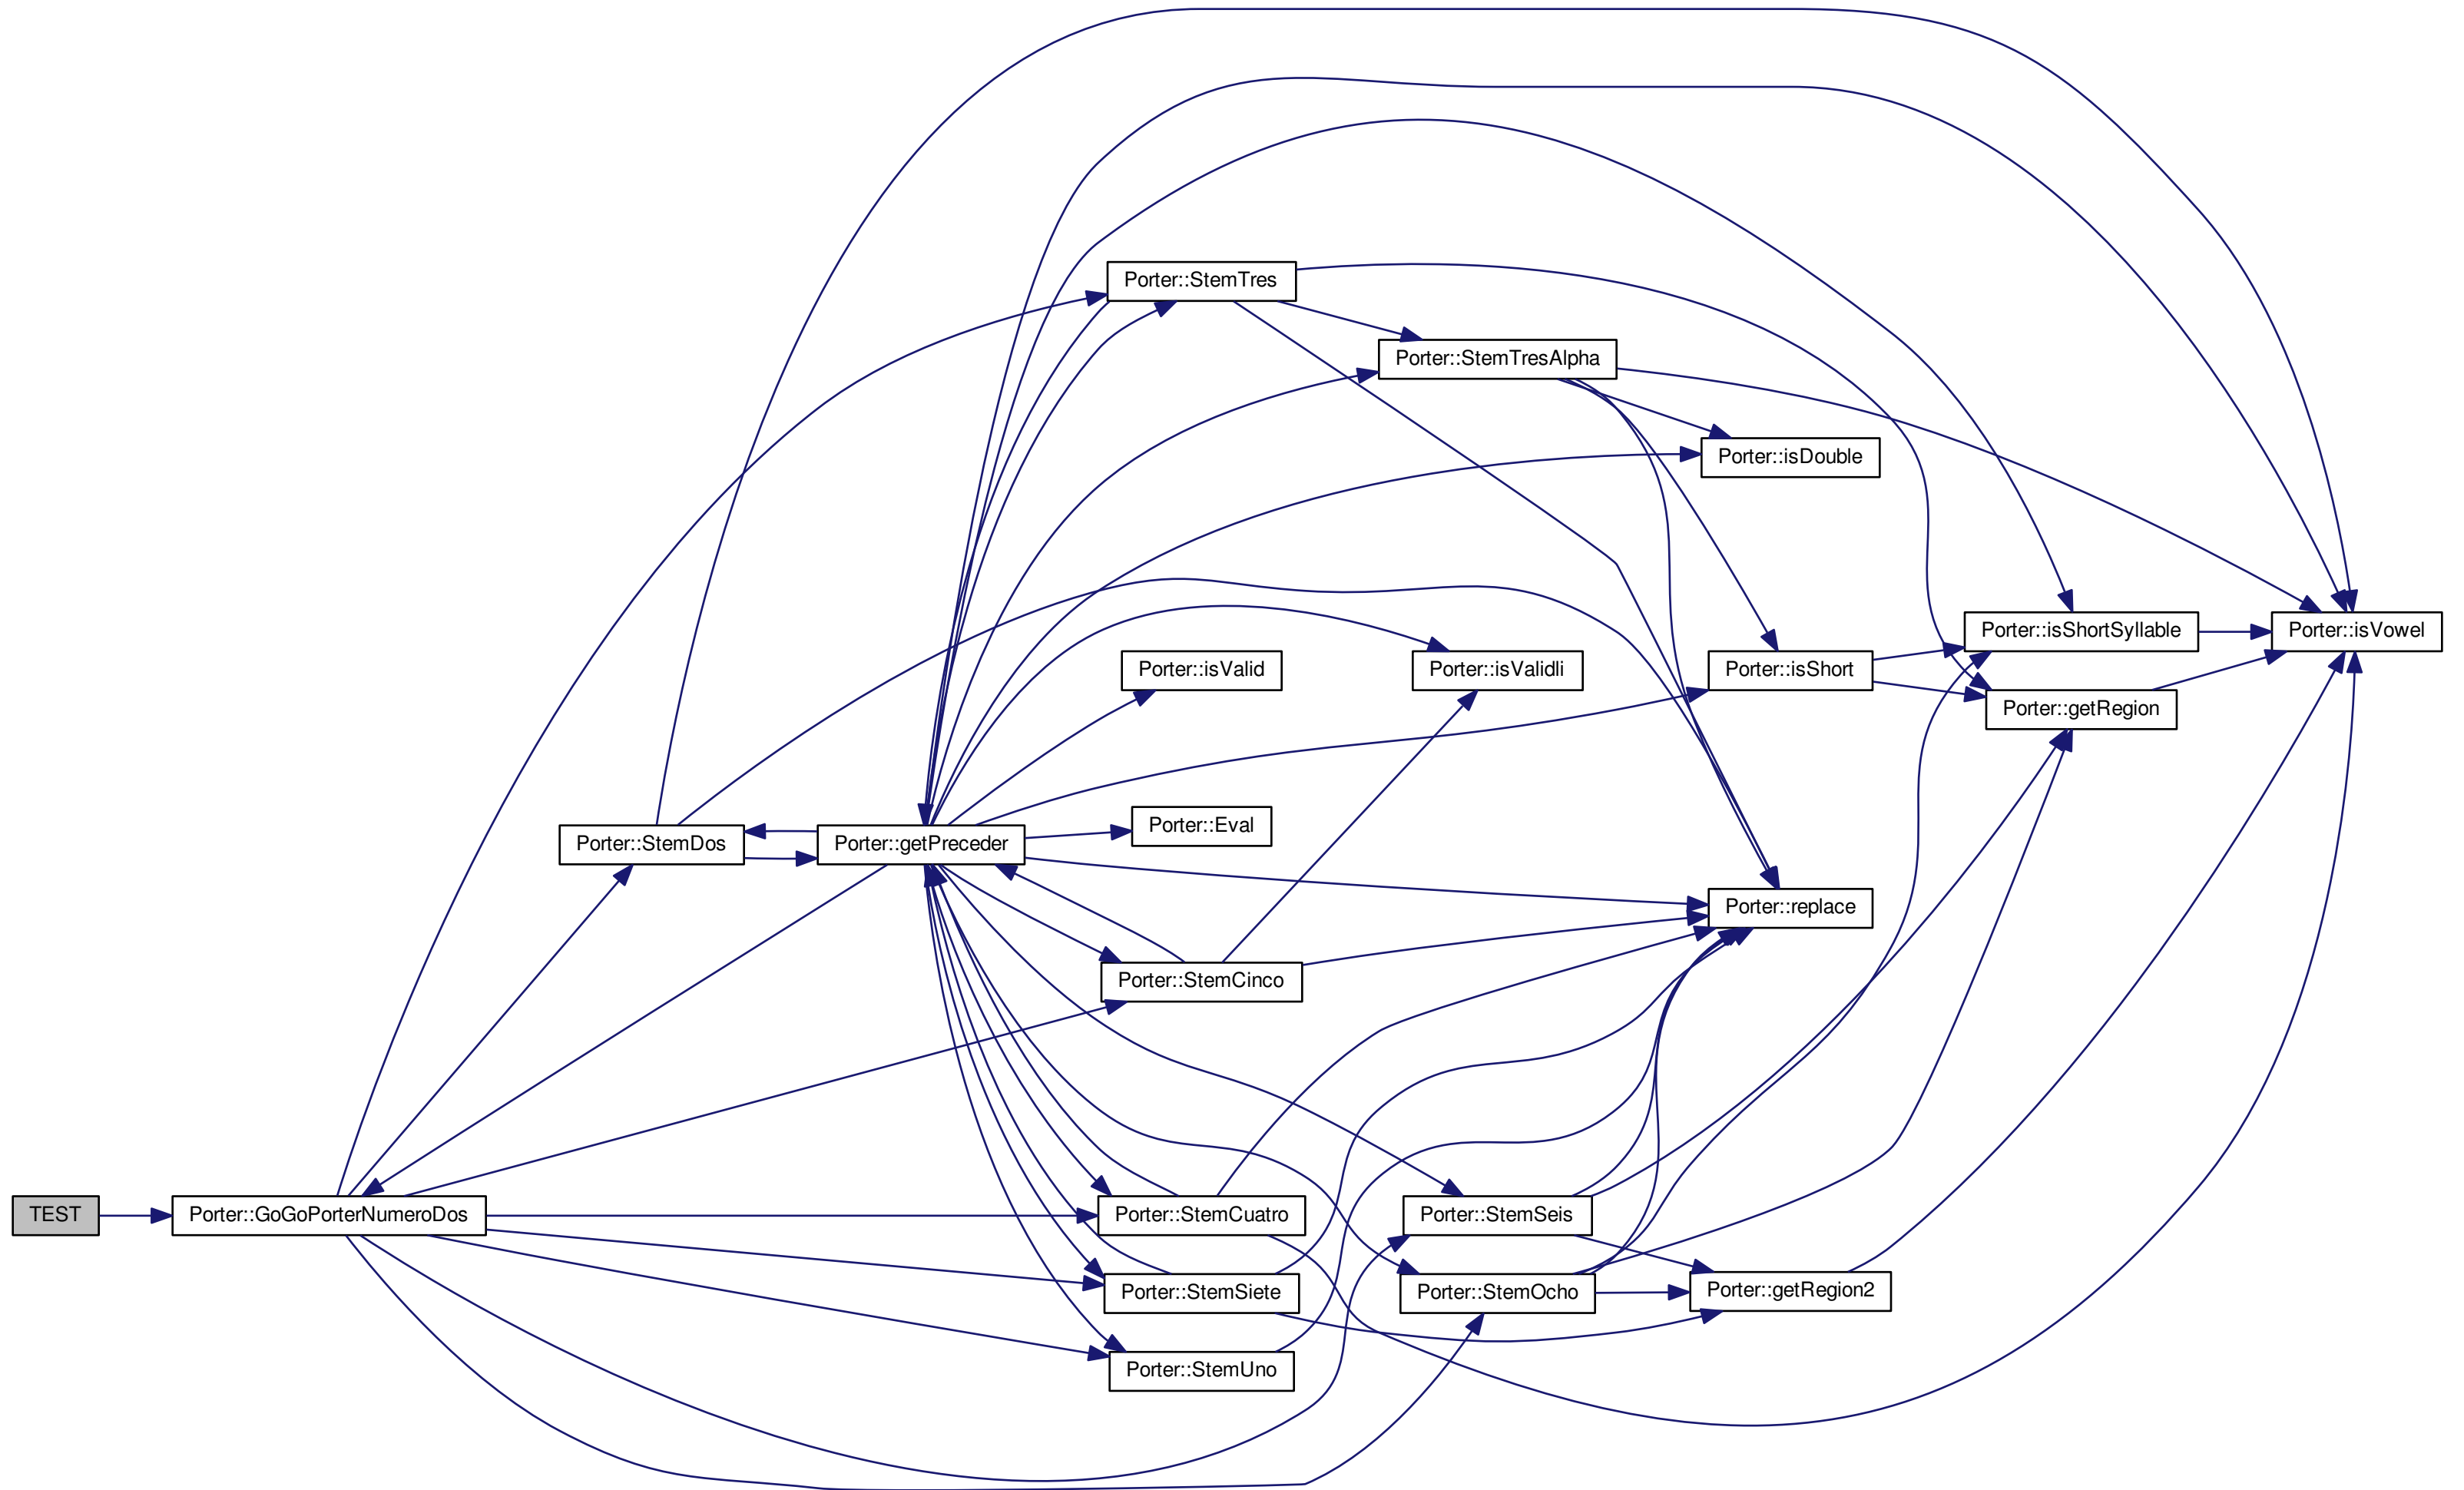 Porter::StemTres
Porter::StemTresAlpha
Porter::isDouble
Porter::isShortSyllable
Porter::isVowel
Porter::isValid
Porter::isValidli
Porter::isShort
Porter::getRegion
Porter::Eval
Porter::StemDos
Porter::getPreceder
Porter::replace
Porter::StemCinco
TEST
Porter::GoGoPorterNumeroDos
Porter::StemCuatro
Porter::StemSeis
Porter::StemSiete
Porter::StemOcho
Porter::getRegion2
Porter::StemUno